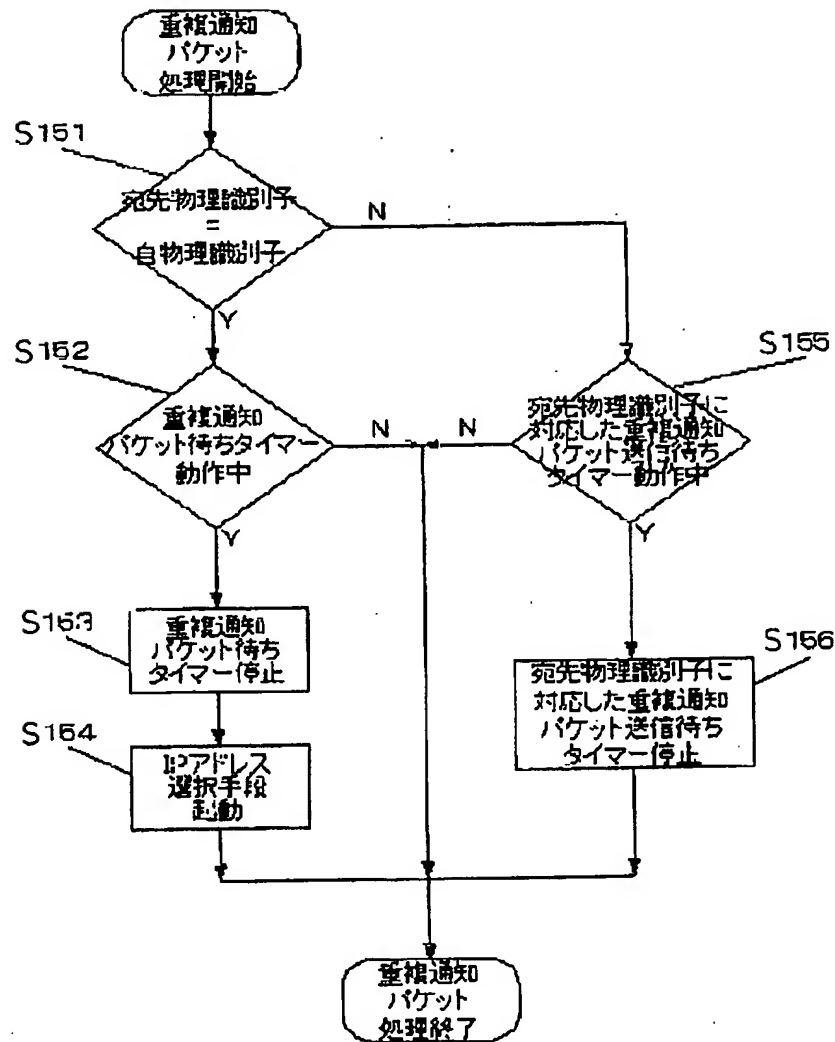 重複通知
パケット
処理開始
S151
宛先物理識別子
=
自物理識別子
N
Y
S152
重複通知
パケット待ちタイマー
動作中
N
Y
S155
宛先物理識別子に
対応した重複通知
パケット送信待ち
タイマー動作中
N
Y
S153
重複通知
パケット待ち
タイマー停止
S154
IPアドレス
選択手段
起動
S156
宛先物理識別子に
対応した重複通知
パケット送信待ち
タイマー停止
重複通知
パケット
処理終了